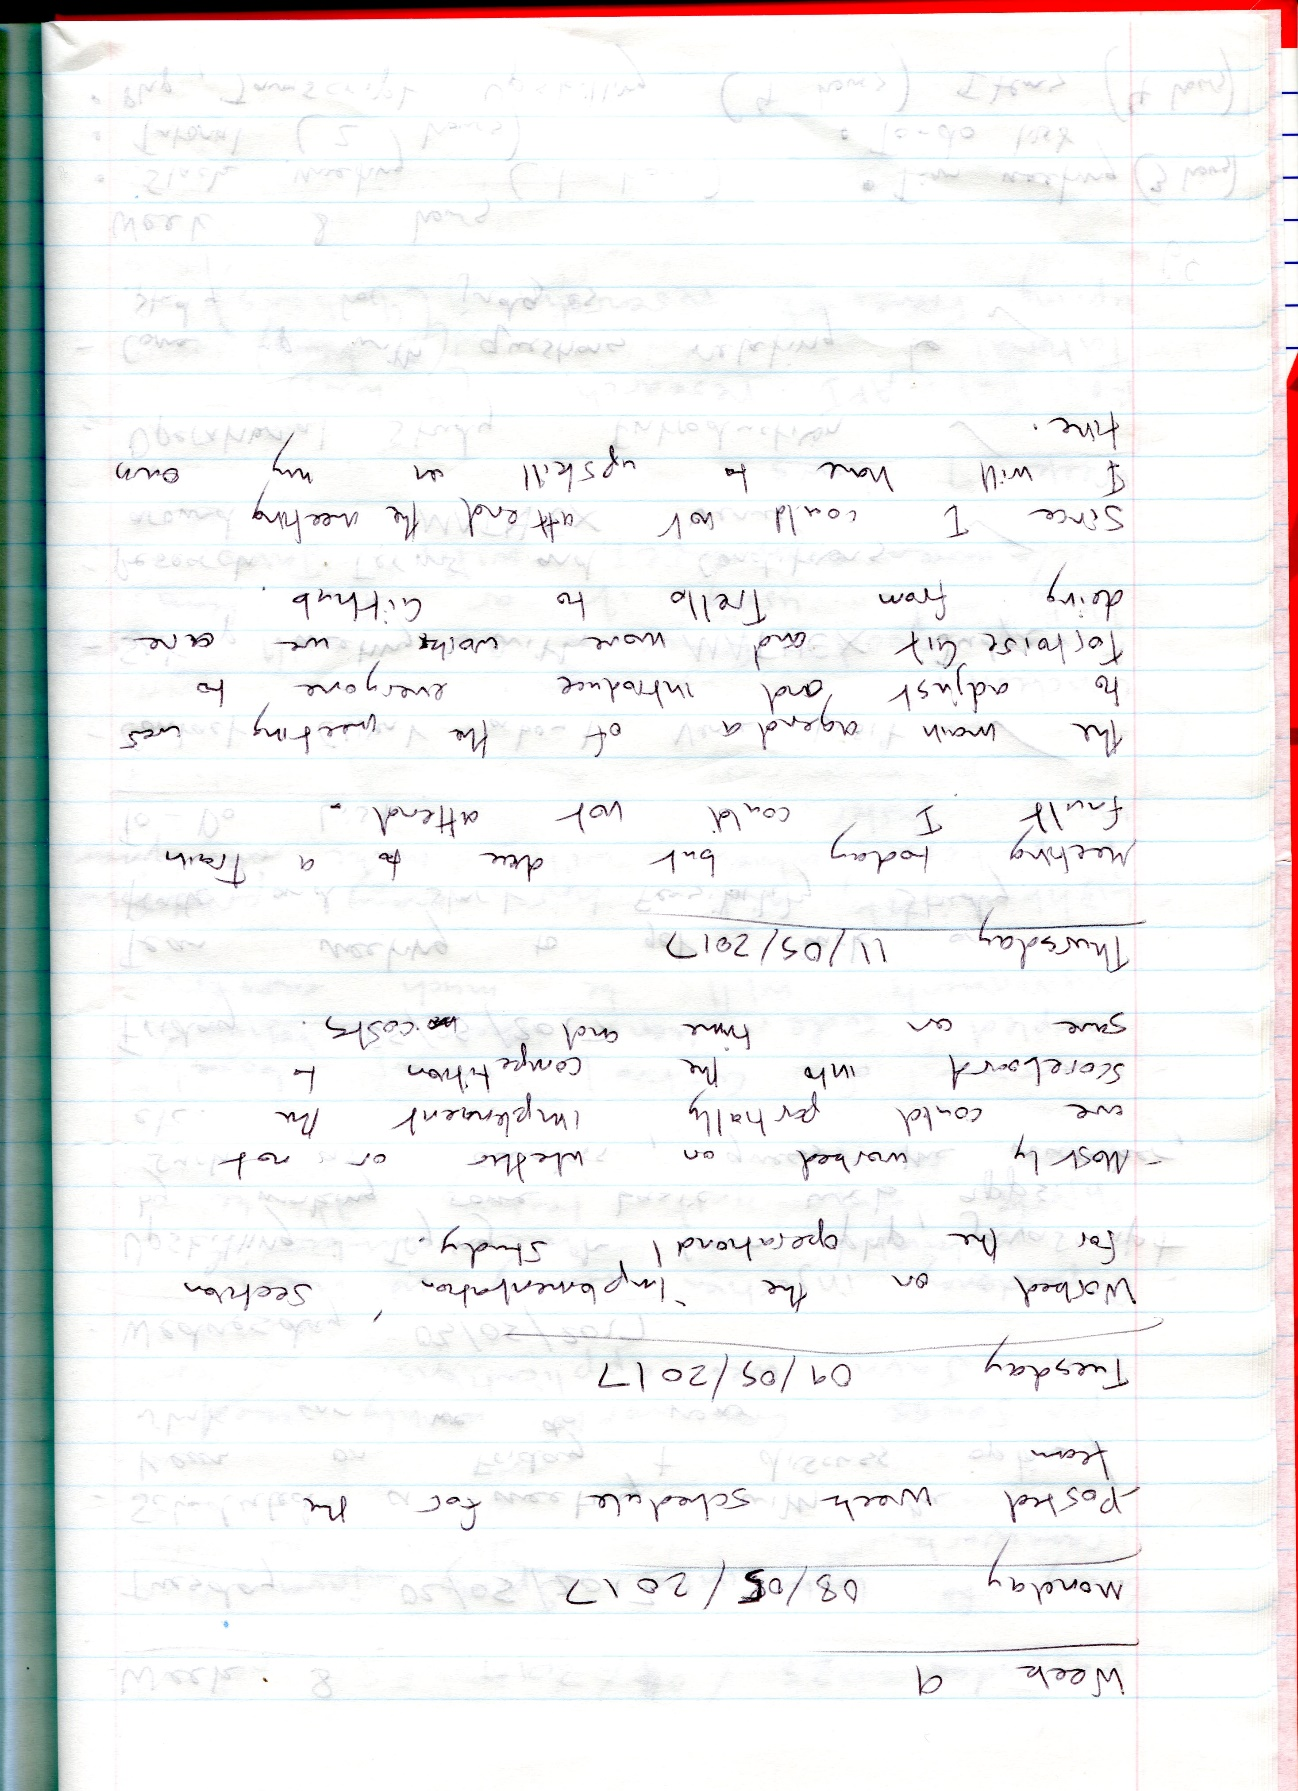 Week 9
Monday 08/05/2017
- Posted week schedule for the
team
Tuesday 09/05/2017
Worked on the "Implementation" section
for the operational study.
- Mostly worked on whether or not
we could partially implement the
scoreboard into the competition to
save on time and costs.
Thursday 11/05/2017
Meeting today but due to a Train
fault I could not attend.
The main agenda of the meeting was
to adjust and introduce everyone to
TortoiseGit and move work we are
doing from Trello to Github.
Since I could not attend the meeting
I will have to upskill on my own
time.